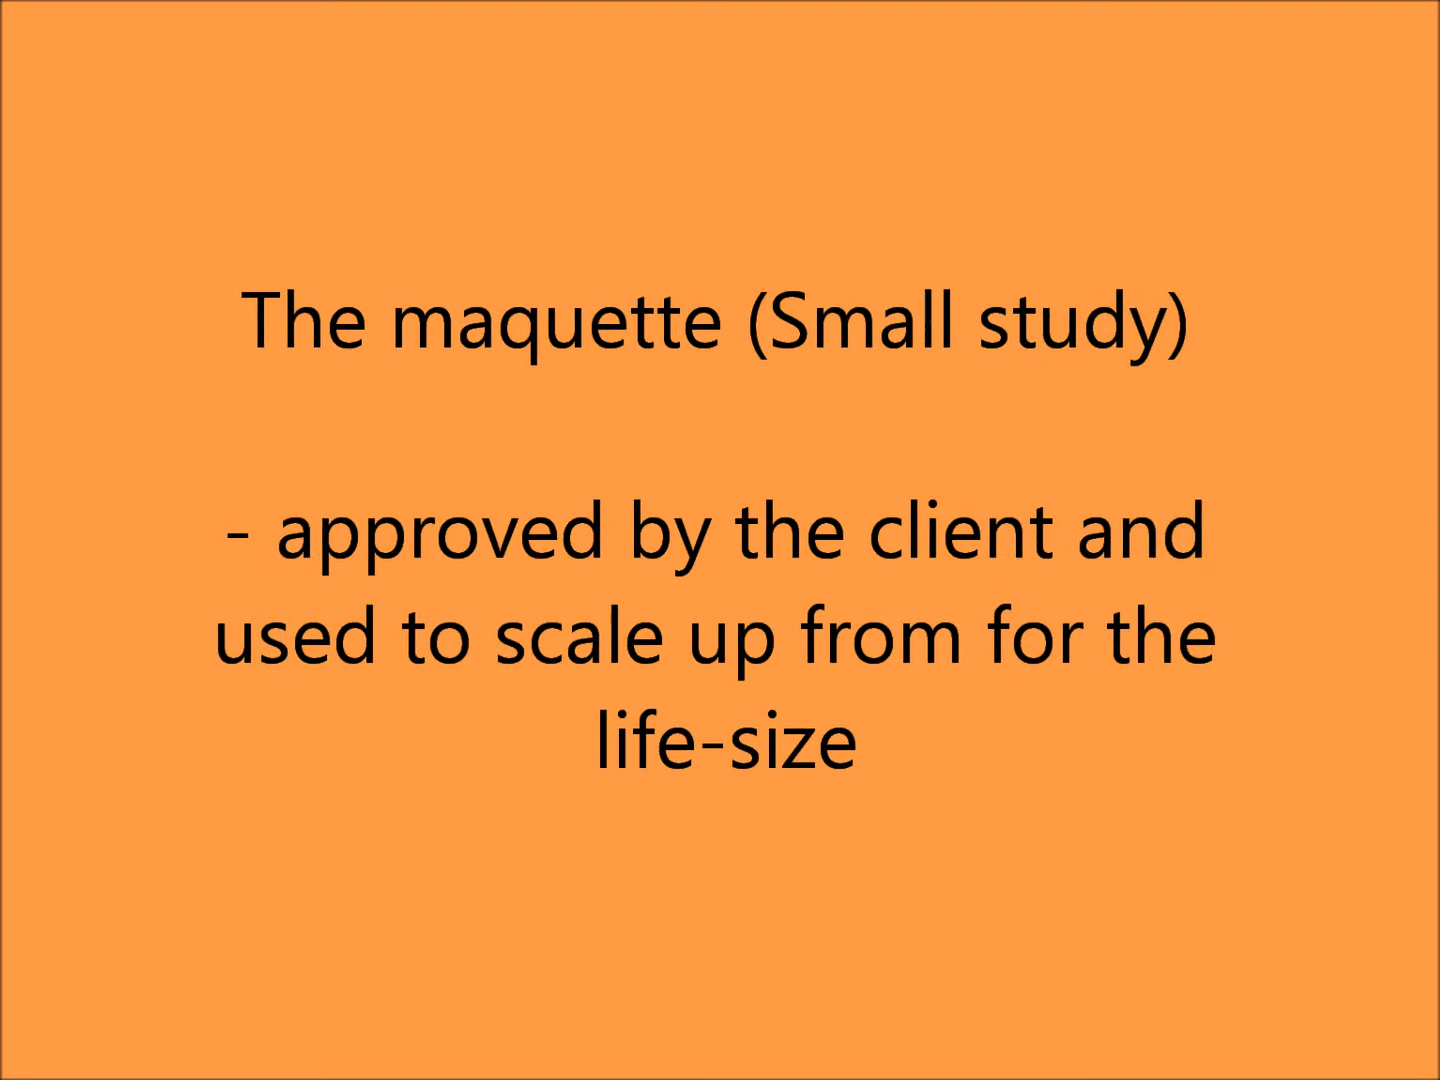 The maquette (Small study)
- approved by the client and
used to scale up from for the
life-size